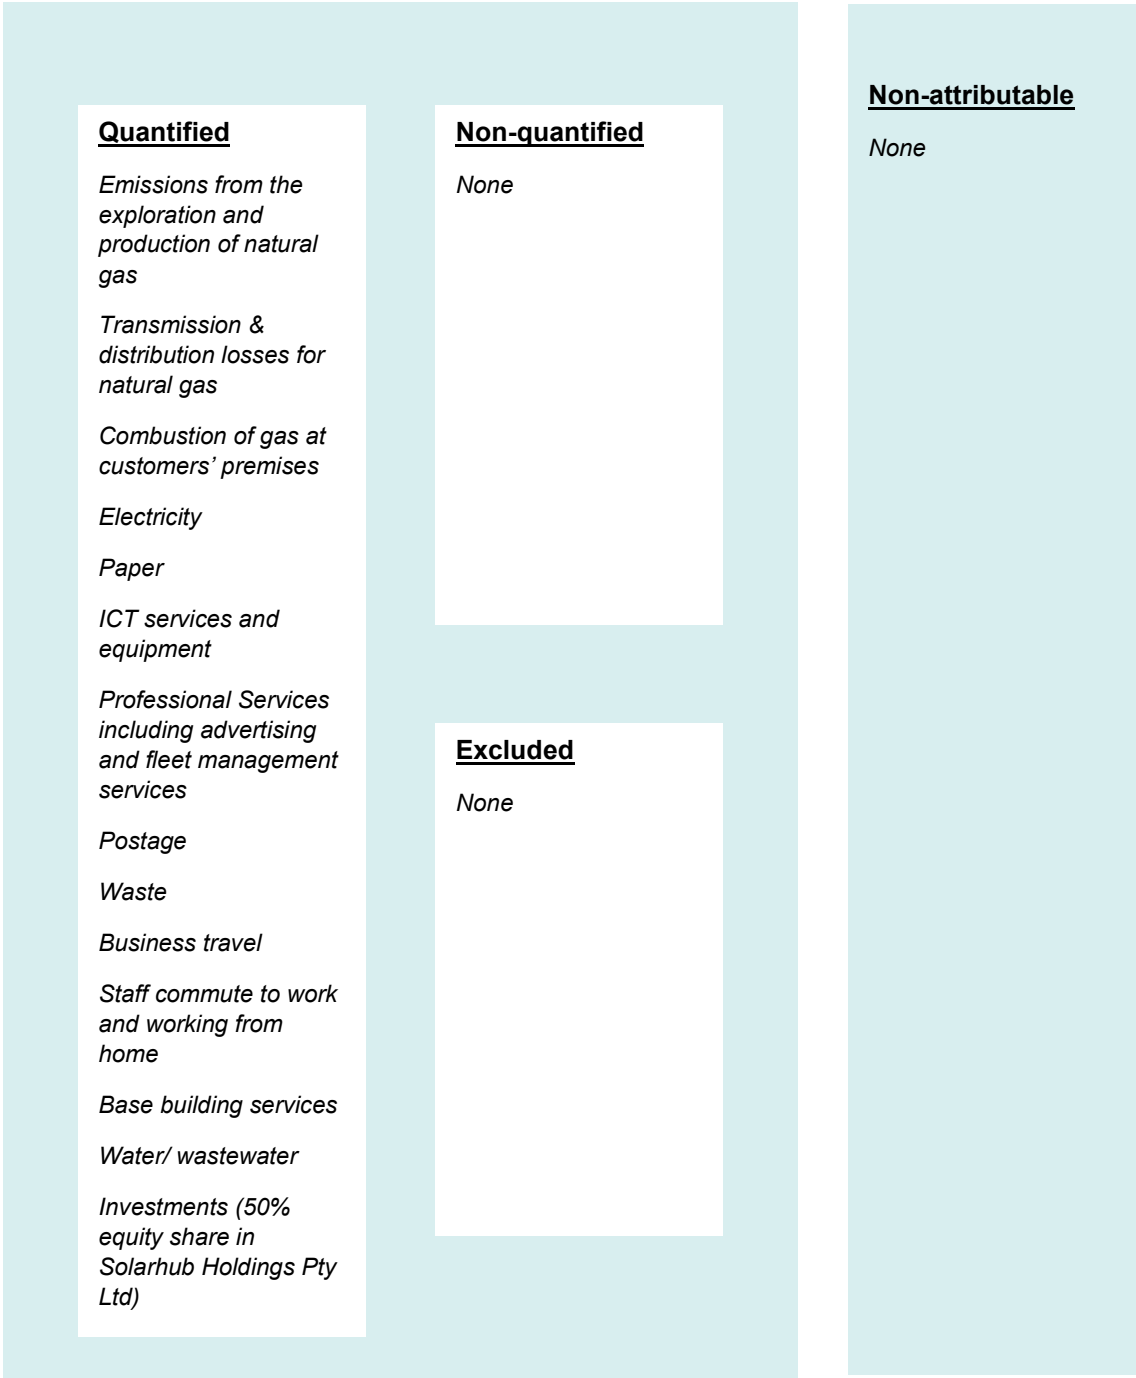 Quantified
Emissions from the
exploration and
production of natural
gas
Transmission &
distribution losses for
natural gas
Combustion of gas at
customers’ premises
Electricity
Paper
ICT services and
equipment
Professional Services
including advertising
and fleet management
services
Postage
Waste
Business travel
Staff commute to work
and working from
home
Base building services
Water/ wastewater
Investments (50%
equity share in
Solarhub Holdings Pty
Ltd)
Non-quantified
None
Excluded
None
Non-attributable
None